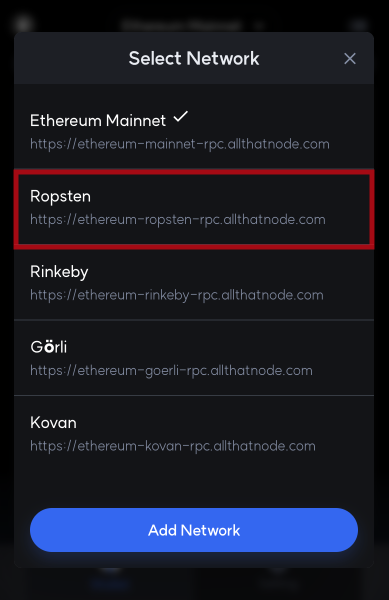 Select Network
Ethereum Mainnet
https://ethereum-mainnet-rpc.allthatnode.com
Ropsten
https://ethereum-ropsten-rpc.allthatnode.com
Rinkeby
https://ethereum-rinkeby-rpc.allthatnode.com
Görli
https://ethereum-goerli-rpc.allthatnode.com
Kovan
https://ethereum-kovan-rpc.allthatnode.com
Add Network